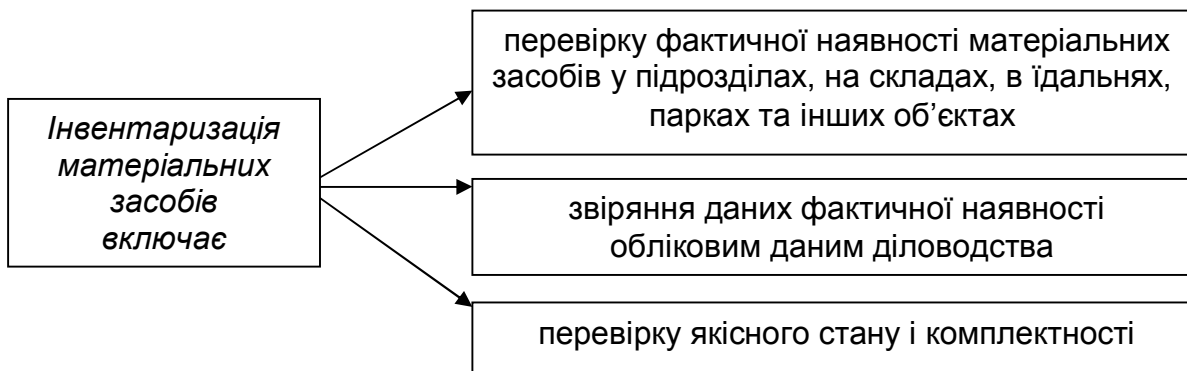 Інвентаризація
матеріальних
засобів
включає
перевірку фактичної наявності матеріальних
засобів у підрозділах, на складах, в їдальнях,
парках та інших об’єктах
звіряння даних фактичної наявності
обліковим даним діловодства
перевірку якісного стану і комплектності